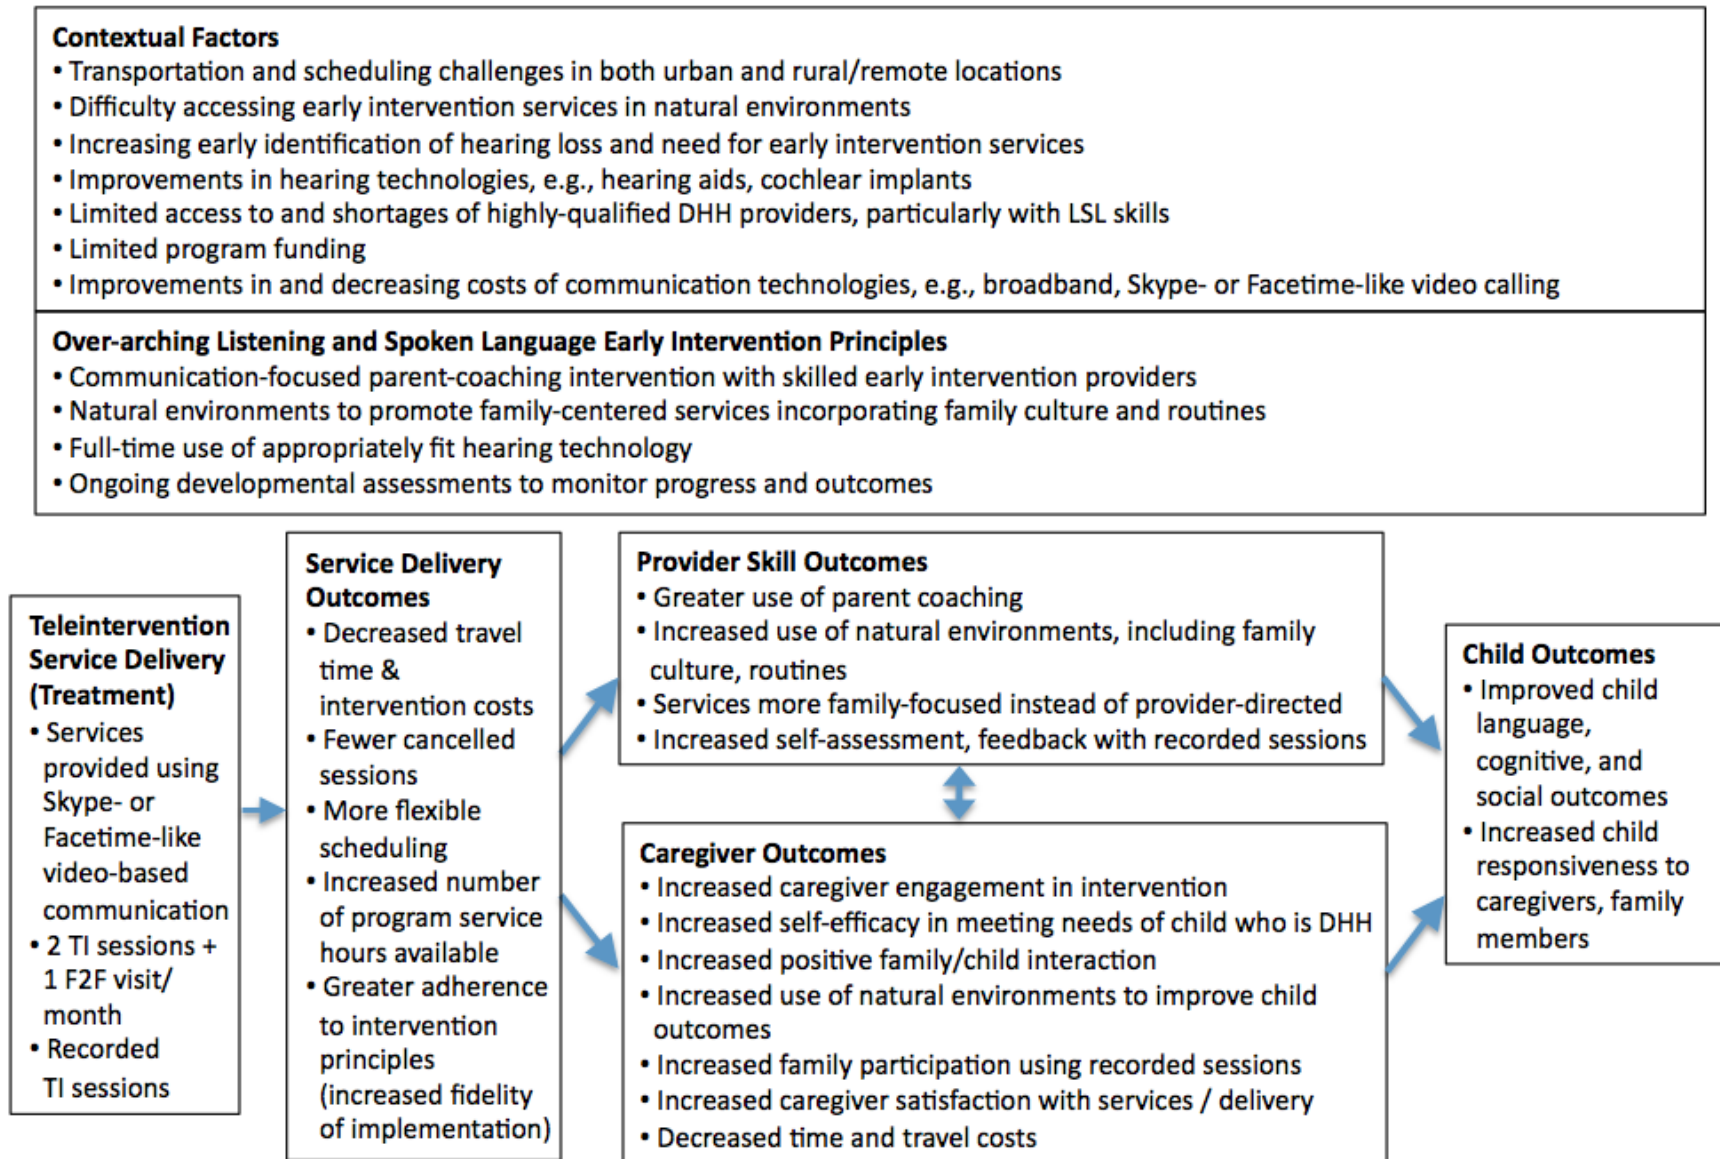 Contextual Factors
• Transportation and scheduling challenges in both urban and rural/remote locations
• Difficulty accessing early intervention services in natural environments
• Increasing early identification of hearing loss and need for early intervention services
• Improvements in hearing technologies, e.g., hearing aids, cochlear implants
• Limited access to and shortages of highly-qualified DHH providers, particularly with LSL skills
• Limited program funding
• Improvements in and decreasing costs of communication technologies, e.g., broadband, Skype- or Facetime-like video calling
Over-arching Listening and Spoken Language Early Intervention Principles
• Communication-focused parent-coaching intervention with skilled early intervention providers
• Natural environments to promote family-centered services incorporating family culture and routines
• Full-time use of appropriately fit hearing technology
• Ongoing developmental assessments to monitor progress and outcomes
Teleintervention
Service Delivery
(Treatment)
• Services
provided using
Skype- or
Facetime-like
video-based
communication
• 2 TI sessions +
1 F2F visit/
month
• Recorded
TI sessions
Service Delivery
Outcomes
• Decreased travel
time &
intervention costs
• Fewer cancelled
sessions
• More flexible
scheduling
• Increased number
of program service
hours available
• Greater adherence
to intervention
principles
(increased fidelity
of implementation)
Provider Skill Outcomes
• Greater use of parent coaching
• Increased use of natural environments, including family
culture, routines
• Services more family-focused instead of provider-directed
• Increased self-assessment, feedback with recorded sessions
Caregiver Outcomes
• Increased caregiver engagement in intervention
• Increased self-efficacy in meeting needs of child who is DHH
• Increased positive family/child interaction
• Increased use of natural environments to improve child
outcomes
• Increased family participation using recorded sessions
• Increased caregiver satisfaction with services / delivery
• Decreased time and travel costs
Child Outcomes
• Improved child
language,
cognitive, and
social outcomes
• Increased child
responsiveness to
caregivers, family
members